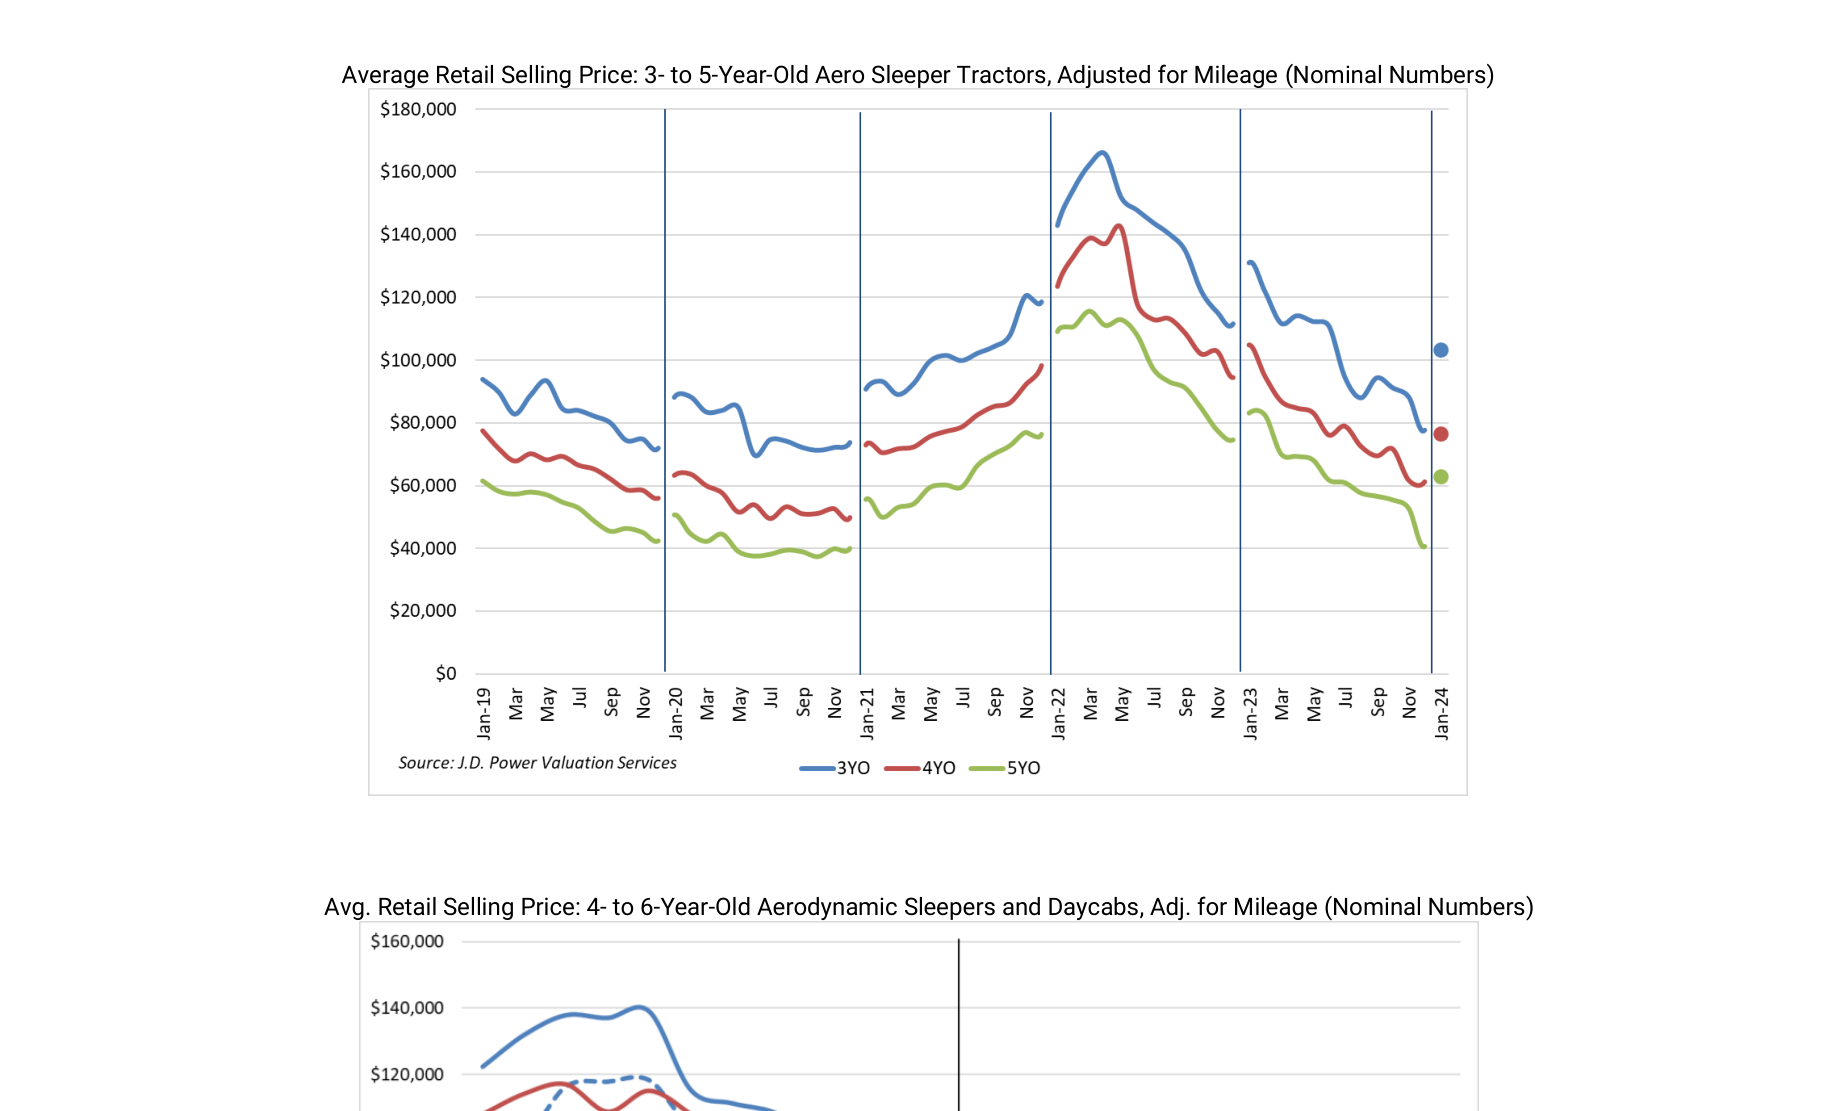 Average Retail Selling Price: 3- to 5-Year-Old Aero Sleeper Tractors, Adjusted for Mileage (Nominal Numbers)
$180,000
$160,000
$140,000
$120,000
$100,000
$80,000
$60,000
$40,000
$20,000
$0
Jan-19 Mar May Jul Sep Nov Jan-20 Mar May Jul Sep Nov Jan-21 Mar May Jul Sep Nov Jan-22 Mar May Jul Sep Nov Jan-23 Mar May Jul Sep Nov Jan-24
Source: J.D. Power Valuation Services
3YO 4YO 5YO
Avg. Retail Selling Price: 4- to 6-Year-Old Aerodynamic Sleepers and Daycabs, Adj. for Mileage (Nominal Numbers)
$160,000
$140,000
$120,000